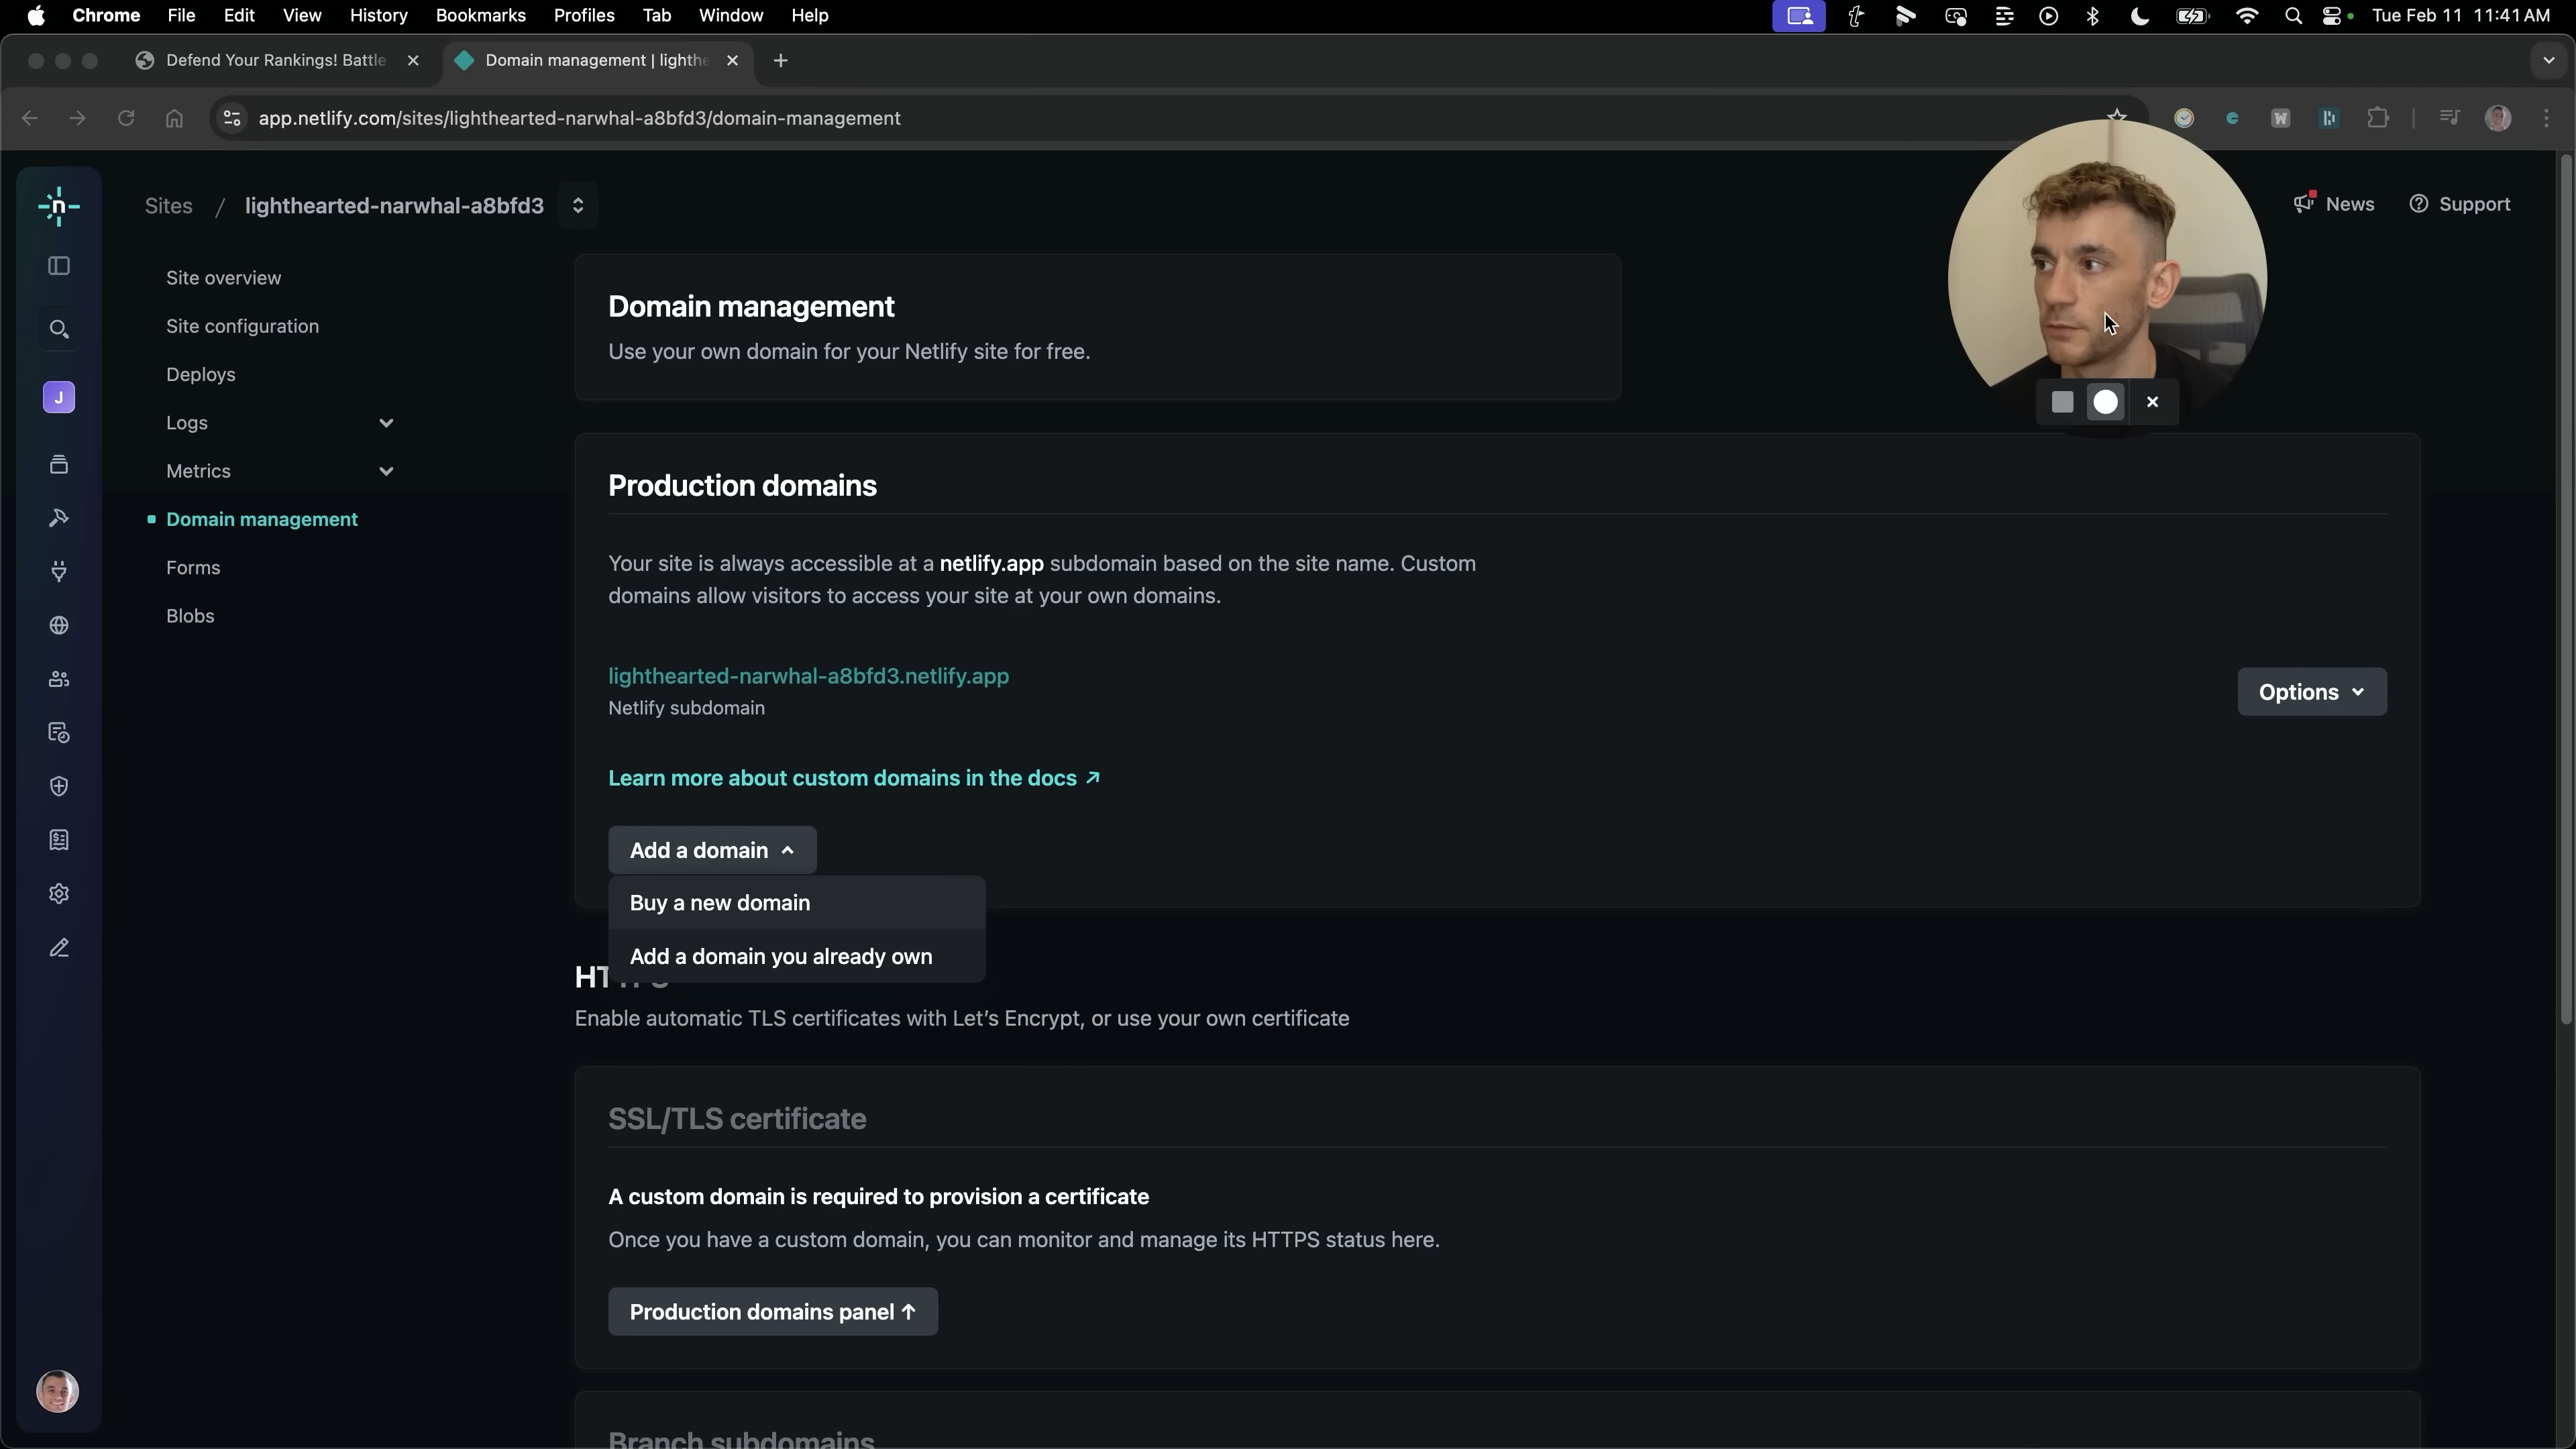 Chrome File Edit View History Bookmarks Profiles Tab Window Help
Tue Feb 11 11:41 AM
Defend Your Rankings! Battle
Domain management | lighthe
app.netlify.com/sites/lighthearted-narwhal-a8bfd3/domain-management
Sites / lighthearted-narwhal-a8bfd3
News
Support
Site overview
Site configuration
Deploys
Logs
Metrics
Domain management
Forms
Blobs
J
Domain management
Use your own domain for your Netlify site for free.
Production domains
Your site is always accessible at a netlify.app subdomain based on the site name. Custom
domains allow visitors to access your site at your own domains.
lighthearted-narwhal-a8bfd3.netlify.app
Netlify subdomain
Options
Learn more about custom domains in the docs
Add a domain
Buy a new domain
Add a domain you already own
Enable automatic TLS certificates with Let's Encrypt, or use your own certificate
SSL/TLS certificate
A custom domain is required to provision a certificate
Once you have a custom domain, you can monitor and manage its HTTPS status here.
Production domains panel ↑
Branch subdomains